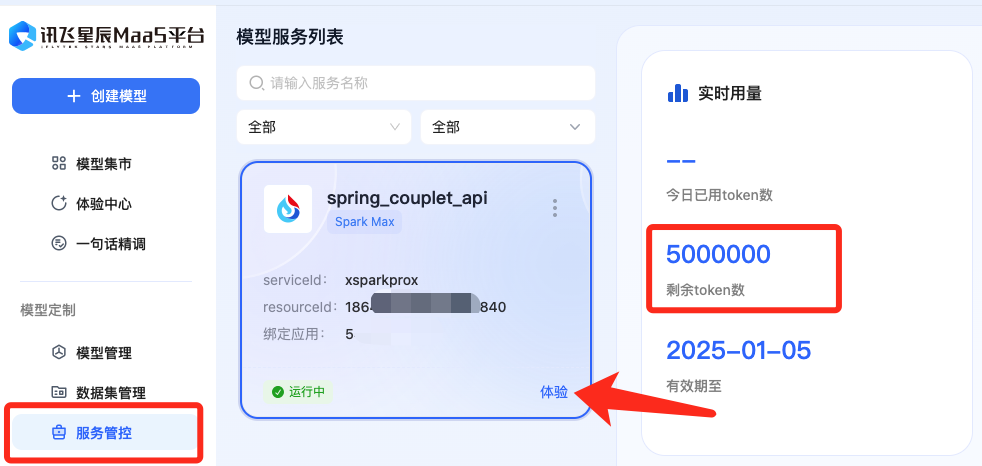 讯飞星辰MaaS平台
IFLYTEK STARS MAAS PLATFORM
+ 创建模型
模型集市
体验中心
一句话精调
模型定制
模型管理
数据集管理
服务管控
模型服务列表
请输入服务名称
全部 全部
spring_couplet_api
Spark Max
serviceId: xsparkprox
resourceId: 186 840
绑定应用: 5
运行中 体验
实时用量
——
今日已用token数
5000000
剩余token数
2025-01-05
有效期至